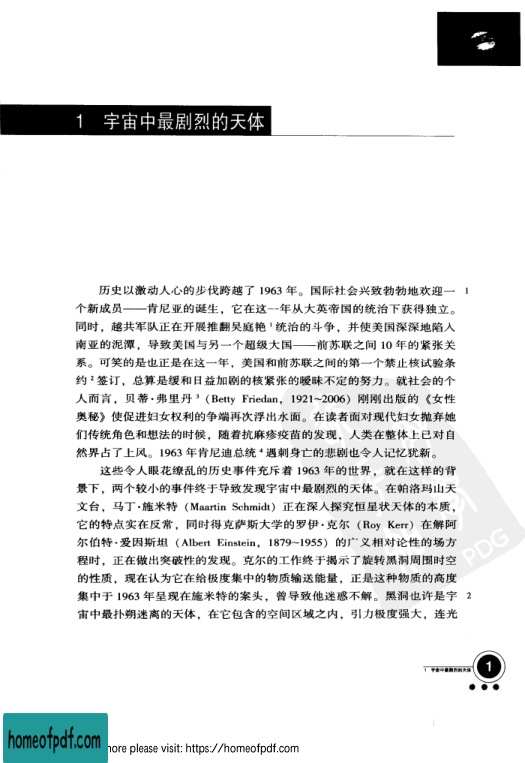 1 宇宙中最剧烈的天体
历史以激动人心的步伐跨越了 1963 年。国际社会兴致勃勃地欢迎一 1
个新成员——肯尼亚的诞生，它在这一年从大英帝国的统治下获得独立。
同时，越共军队正在开展推翻吴庭艳¹统治的斗争，并使美国深深地陷入
南亚的泥潭，导致美国与另一个超级大国——前苏联之间 10 年的紧张关
系。可笑的也正是在这一年，美国和前苏联之间的第一个禁止核试验条
约²签订，总算是缓和日益加剧的核紧张的暧昧不定的努力。就社会的个
人而言，贝蒂·弗里丹³（Betty Friedan，1921~2006）刚刚出版的《女性
奥秘》使促进妇女权利的争端再次浮出水面。在读者面对现代妇女抛弃她
们传统角色和想法的时候，随着抗麻疹疫苗的发现，人类在整体上已对自
然界占了上风。1963 年肯尼迪总统⁴遇刺身亡的悲剧也令人记忆犹新。
这些令人眼花缭乱的历史事件充斥着 1963 年的世界，就在这样的背
景下，两个较小的事件终于导致发现宇宙中最剧烈的天体。在帕洛玛山天
文台，马丁·施米特（Maartin Schmidt）正在深入探究恒星状天体的本质，
它的特点实在反常，同时得克萨斯大学的罗伊·克尔（Roy Kerr）在解阿
尔伯特·爱因斯坦（Albert Einstein，1879~1955）的广义相对论性的场方
程时，正在做出突破性的发现。克尔的工作终于揭示了旋转黑洞周围时空
的性质，现在认为它在给极度集中的物质输送能量，正是这种物质的高度
集中于 1963 年呈现在施米特的案头，曾导致他迷惑不解。黑洞也许是宇 2
宙中最扑朔迷离的天体，在它包含的空间区域之内，引力极度强大，连光
1 宇宙中最剧烈的天体
1
PDG
homeofpdf.com
more please visit: https://homeofpdf.com